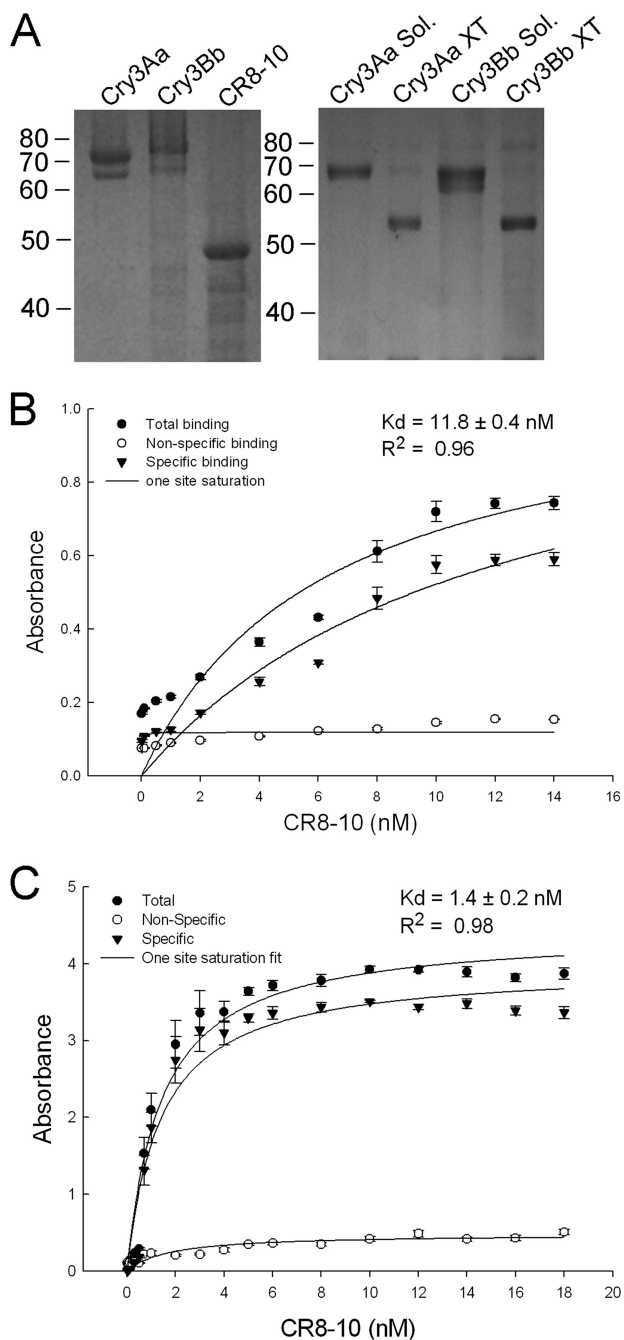 A
Cry3Aa
Cry3Bb
CR8-10
Cry3Aa Sol.
Cry3Aa XT
Cry3Bb Sol.
Cry3Bb XT
80
70
60
50
40
80
70
60
50
40
B
Total binding
Non-specific binding
Specific binding
one site saturation
Kd = 11.8 ± 0.4 nM
R² = 0.96
Absorbance
1.0
0.8
0.6
0.4
0.2
0.0
0 2 4 6 8 10 12 14 16
CR8-10 (nM)
C
Total
Non-Specific
Specific
One site saturation fit
Kd = 1.4 ± 0.2 nM
R² = 0.98
Absorbance
5
4
3
2
1
0
0 2 4 6 8 10 12 14 16 18 20
CR8-10 (nM)